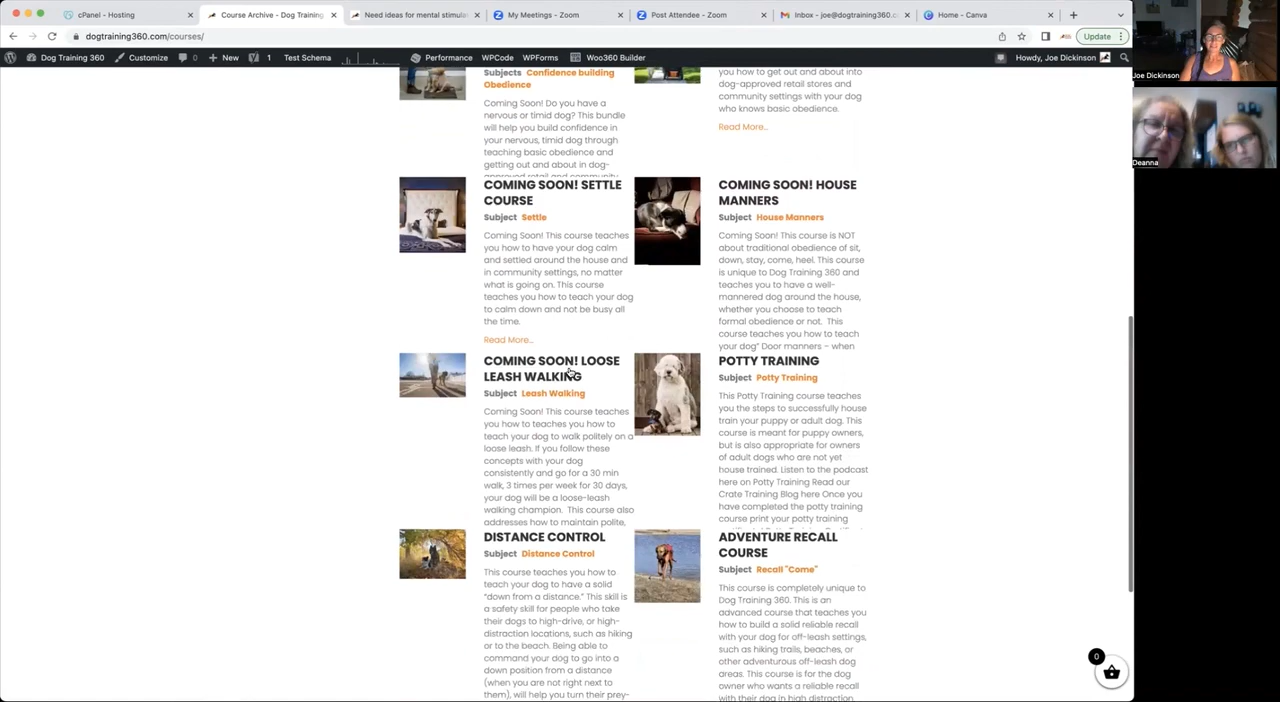 cPanel - Hosting
Course Archive - Dog Training
Need ideas for mental stimula
My Meetings - Zoom
Post Attendee - Zoom
Inbox - joe@dogtraining360.c
Home - Canva
dogtraining360.com/courses/
Update
Dog Training 360
Customize
0
New
1
Test Schema
Performance
WPCode
WPForms
Woo360 Builder
Howdy, Joe Dickinson
Joe Dickinson
Deanna
Subjects Confidence building
Obedience
Coming Soon! Do you have a
nervous or timid dog? This bundle
will help you build confidence in
your nervous, timid dog through
teaching basic obedience and
getting out and about in dog-
approved retail and community
you how to get out and about into
dog-approved retail stores and
community settings with your dog
who knows basic obedience.
Read More...
COMING SOON! SETTLE
COURSE
Subject Settle
Coming Soon! This course teaches
you how to have your dog calm
and settled around the house and
in community settings, no matter
what is going on. This course
teaches you how to teach your dog
to calm down and not be busy all
the time.
Read More...
COMING SOON! HOUSE
MANNERS
Subject House Manners
Coming Soon! This course is NOT
about traditional obedience of sit,
down, stay, come, heel. This course
is unique to Dog Training 360 and
teaches you to have a well-
mannered dog around the house,
whether you choose to teach
formal obedience or not. This
course teaches you how to teach
your dog" Door manners - when
COMING SOON! LOOSE
LEASH WALKING
Subject Leash Walking
Coming Soon! This course teaches
you how to teaches you how to
teach your dog to walk politely on a
loose leash. If you follow these
concepts with your dog
consistently and go for a 30 min
walk, 3 times per week for 30 days,
your dog will be a loose-leash
walking champion. This course also
addresses how to maintain polite,
POTTY TRAINING
Subject Potty Training
This Potty Training course teaches
you the steps to successfully house
train your puppy or adult dog. This
course is meant for puppy owners,
but is also appropriate for owners
of adult dogs who are not yet
house trained. Listen to the podcast
here on Potty Training Read our
Crate Training Blog here Once you
have completed the potty training
course print your potty training
DISTANCE CONTROL
Subject Distance Control
This course teaches you how to
teach your dog to have a solid
"down from a distance." This skill is
a safety skill for people who take
their dogs to high-drive, or high-
distraction locations, such as hiking
or to the beach. Being able to
command your dog to go into a
down position from a distance
(when you are not right next to
them), will help you turn their prey-
ADVENTURE RECALL
COURSE
Subject Recall "Come"
This course is completely unique to
Dog Training 360. This is an
advanced course that teaches you
how to build a solid reliable recall
with your dog for off-leash settings,
such as hiking trails, beaches, or
other adventurous off-leash dog
areas. This course is for the dog
owner who wants a reliable recall
with their dog in high distraction,
0